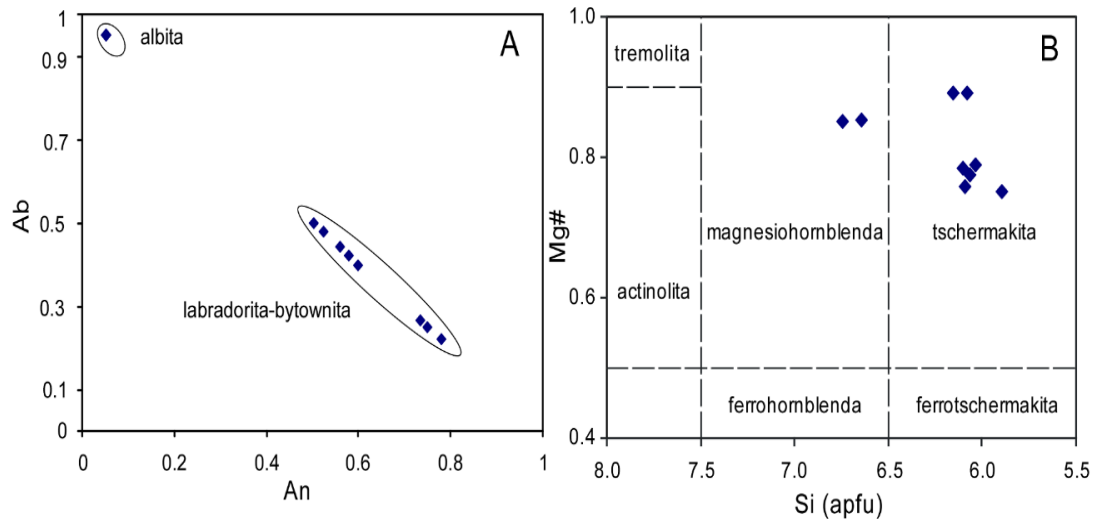 A
albita
labradorita-bytownita
Ab
1
0.9
0.7
0.5
0.3
0.1
0
0
0.2
0.4
0.6
0.8
1
An
B
tremolita
magnesiohornblenda
tschermakita
actinolita
ferrohornblenda
ferrotschermakita
Mg#
1.0
0.8
0.6
0.4
8.0
7.5
7.0
6.5
6.0
5.5
Si (apfu)